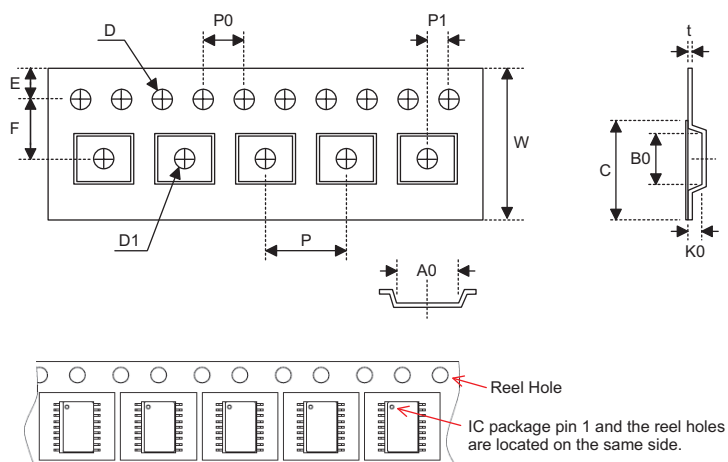 D
P0
P1
t
E
F
W
C
B0
D1
P
K0
A0
Reel Hole
IC package pin 1 and the reel holes
are located on the same side.